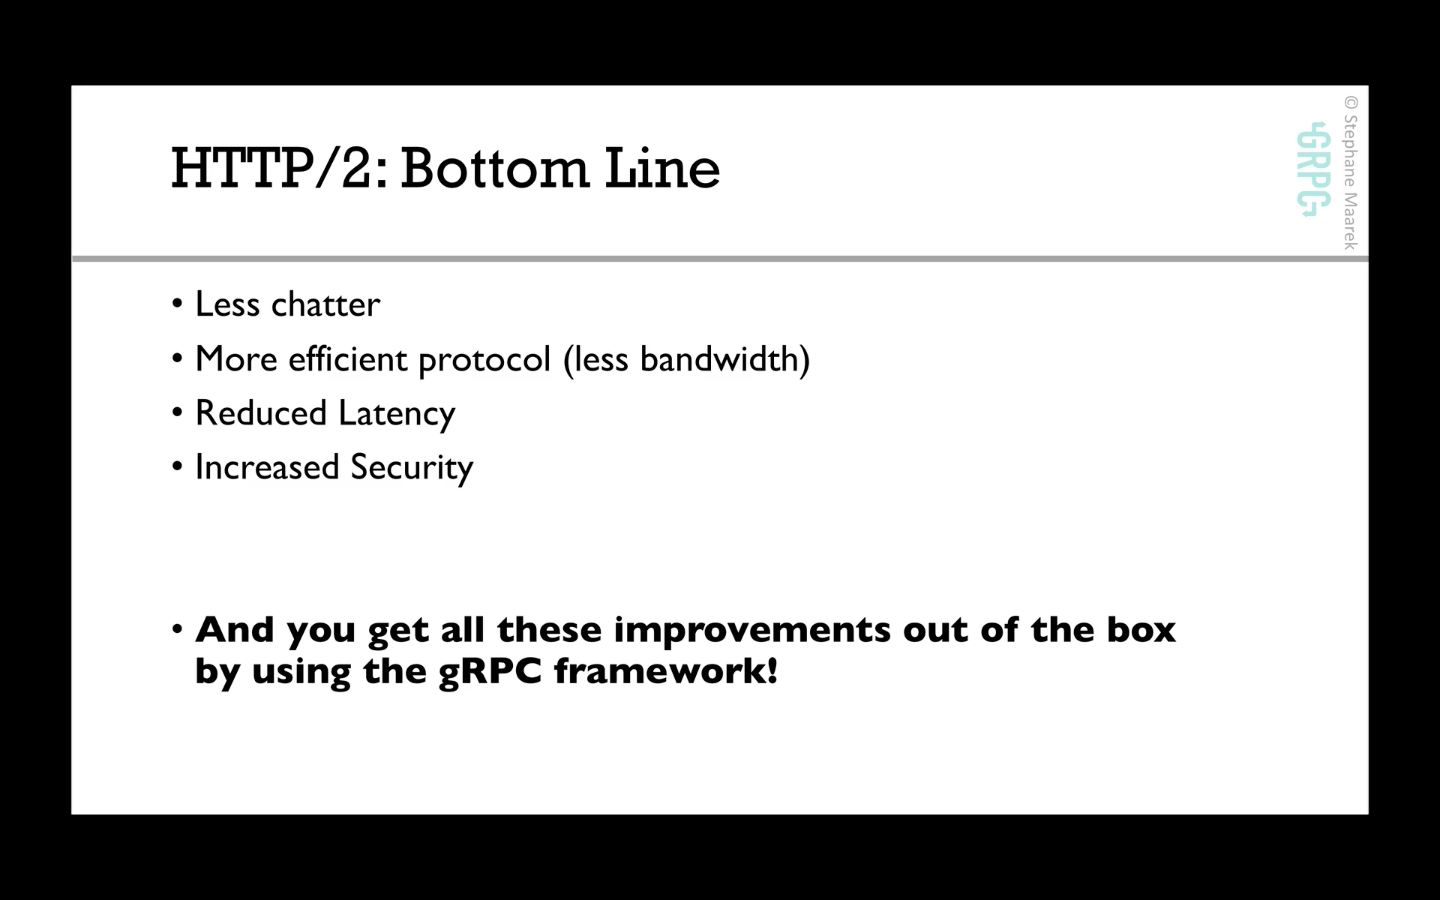 HTTP/2: Bottom Line
© Stephane Maarek
GRPC
• Less chatter
• More efficient protocol (less bandwidth)
• Reduced Latency
• Increased Security
• And you get all these improvements out of the box
by using the gRPC framework!